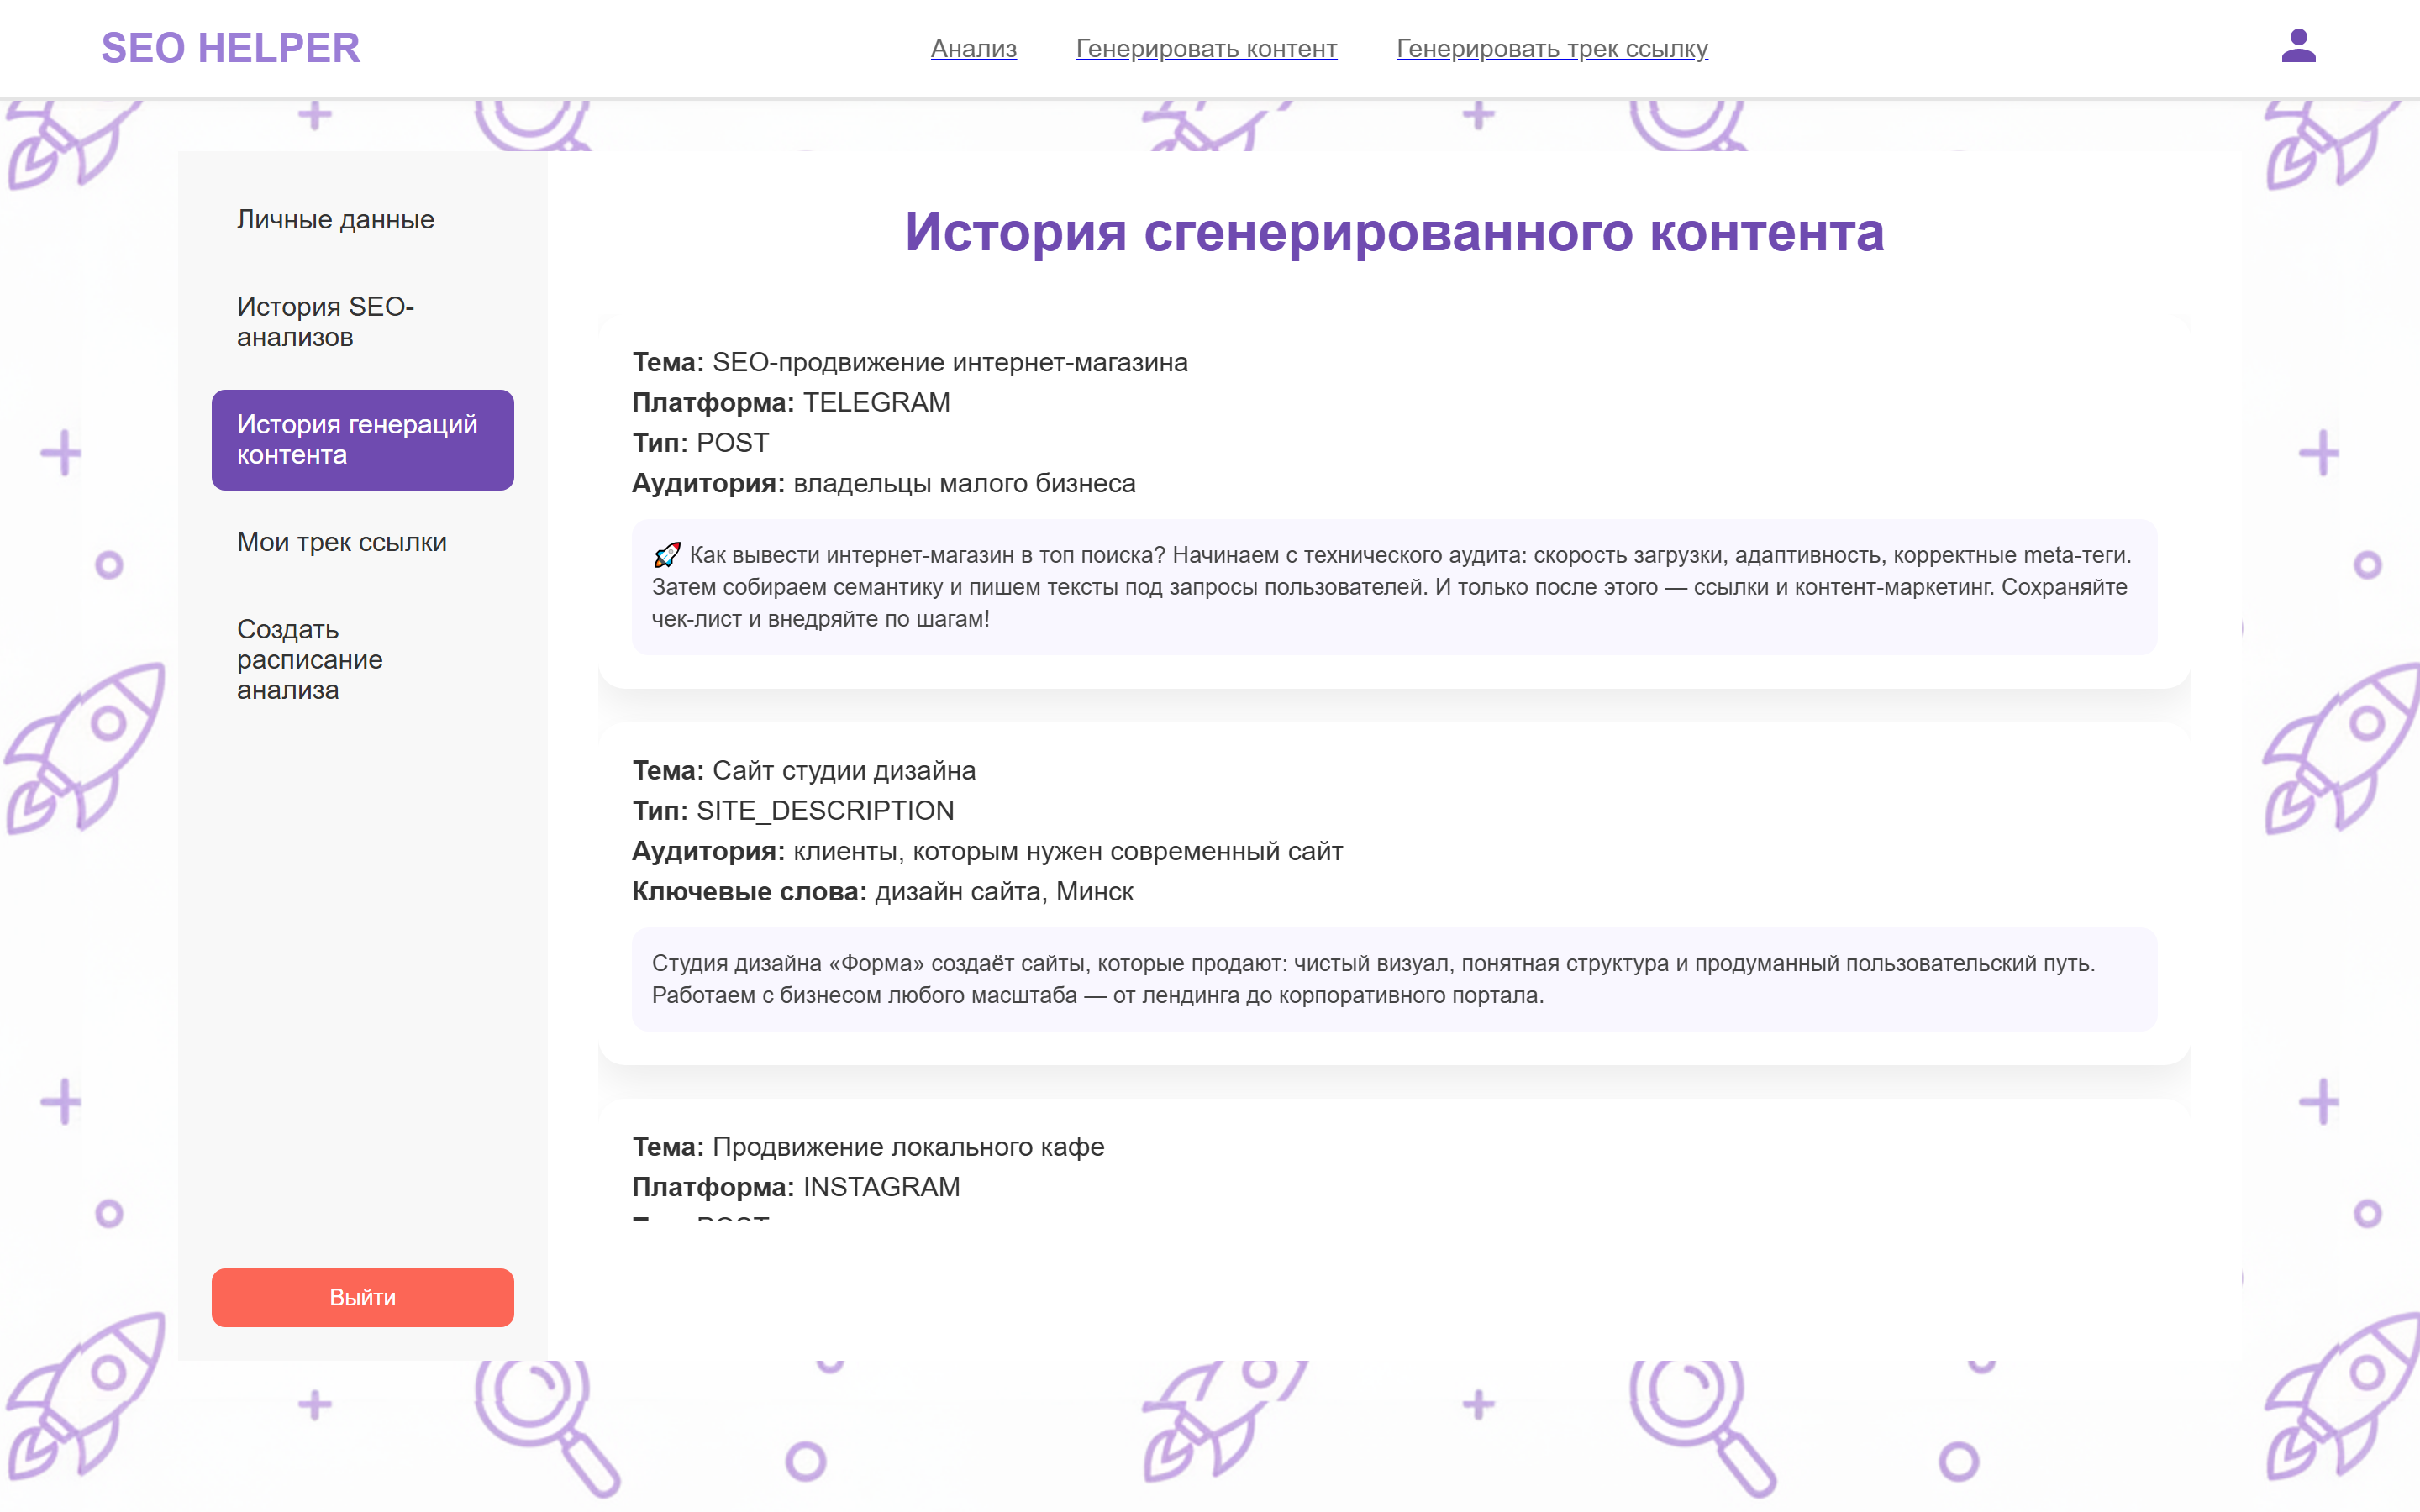 SEO HELPER
Анализ
Генерировать контент
Генерировать трек ссылку
Личные данные
История SEO-
анализов
История генераций
контента
Мои трек ссылки
Создать
расписание
анализа
Выйти
История сгенерированного контента
Тема: SEO-продвижение интернет-магазина
Платформа: TELEGRAM
Тип: POST
Аудитория: владельцы малого бизнеса
🚀 Как вывести интернет-магазин в топ поиска? Начинаем с технического аудита: скорость загрузки, адаптивность, корректные meta-теги.
Затем собираем семантику и пишем тексты под запросы пользователей. И только после этого — ссылки и контент-маркетинг. Сохраняйте
чек-лист и внедряйте по шагам!
Тема: Сайт студии дизайна
Тип: SITE_DESCRIPTION
Аудитория: клиенты, которым нужен современный сайт
Ключевые слова: дизайн сайта, Минск
Студия дизайна «Форма» создаёт сайты, которые продают: чистый визуал, понятная структура и продуманный пользовательский путь.
Работаем с бизнесом любого масштаба — от лендинга до корпоративного портала.
Тема: Продвижение локального кафе
Платформа: INSTAGRAM